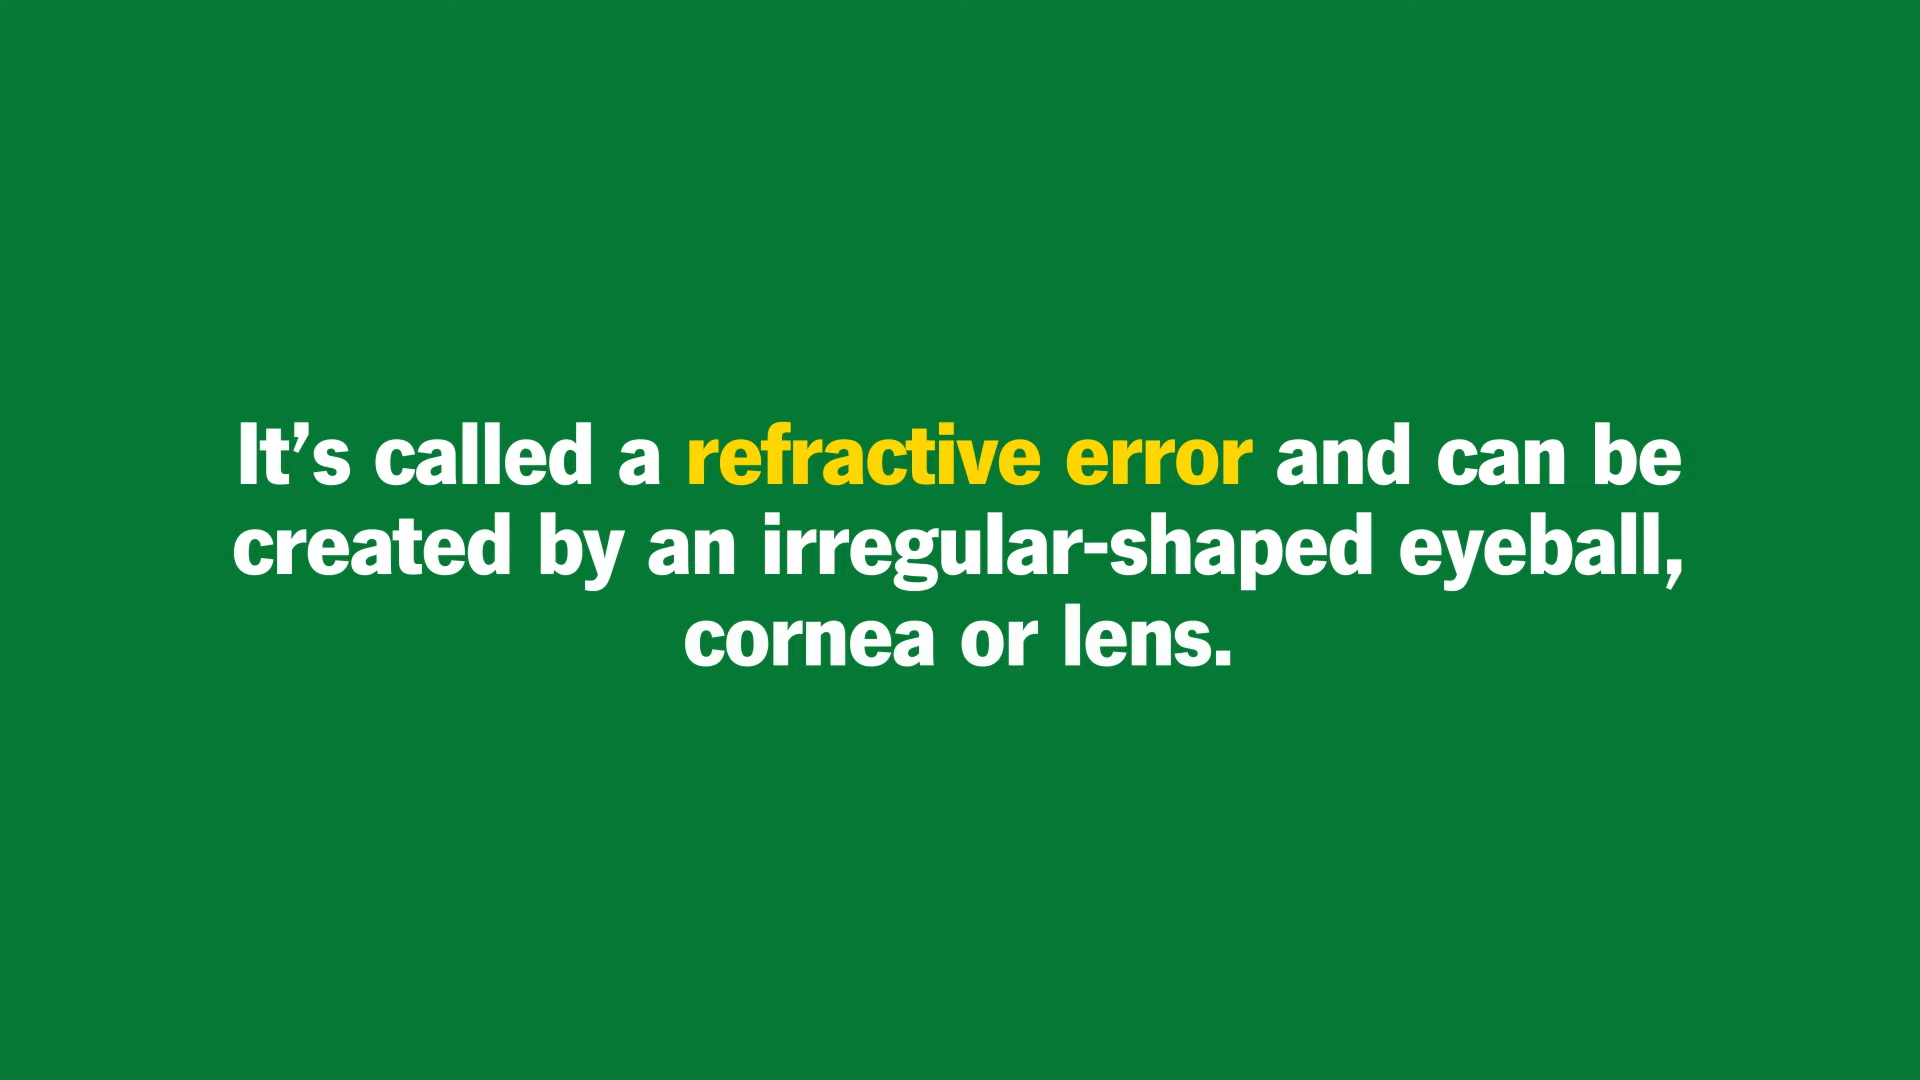 It’s called a refractive error and can be
created by an irregular-shaped eyeball,
cornea or lens.